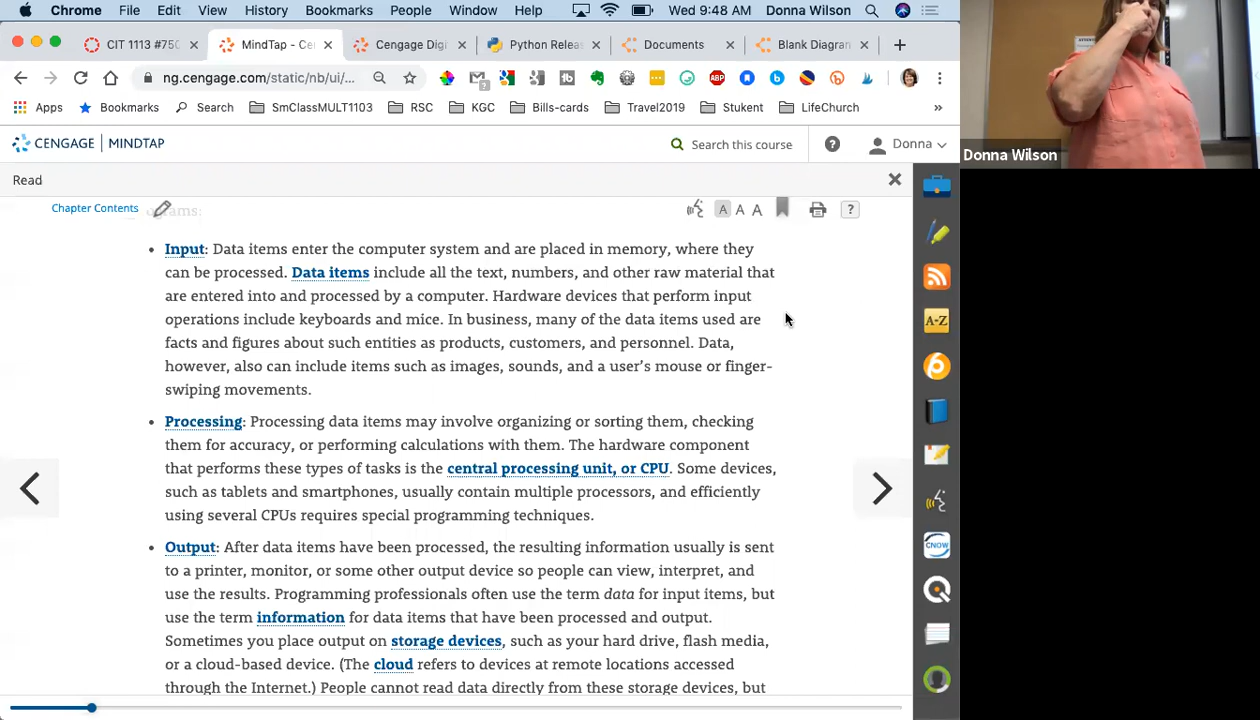 Chrome File Edit View History Bookmarks People Window Help Wed 9:48 AM Donna Wilson
CIT 1113 #750 MindTap - Ce Cengage Digi Python Relea Documents Blank Diagran
ng.cengage.com/static/nb/ui/...
Apps Bookmarks Search SmClassMULT1103 RSC KGC Bills-cards Travel2019 Stukent LifeChurch »
CENGAGE | MINDTAP Search this course ? Donna
Donna Wilson
Read
Chapter Contents ograms: A A A ?
• Input: Data items enter the computer system and are placed in memory, where they
can be processed. Data items include all the text, numbers, and other raw material that
are entered into and processed by a computer. Hardware devices that perform input
operations include keyboards and mice. In business, many of the data items used are
facts and figures about such entities as products, customers, and personnel. Data,
however, also can include items such as images, sounds, and a user's mouse or finger-
swiping movements.
• Processing: Processing data items may involve organizing or sorting them, checking
them for accuracy, or performing calculations with them. The hardware component
that performs these types of tasks is the central processing unit, or CPU. Some devices,
such as tablets and smartphones, usually contain multiple processors, and efficiently
using several CPUs requires special programming techniques.
• Output: After data items have been processed, the resulting information usually is sent
to a printer, monitor, or some other output device so people can view, interpret, and
use the results. Programming professionals often use the term data for input items, but
use the term information for data items that have been processed and output.
Sometimes you place output on storage devices, such as your hard drive, flash media,
or a cloud-based device. (The cloud refers to devices at remote locations accessed
through the Internet.) People cannot read data directly from these storage devices, but
A-Z
CNOW